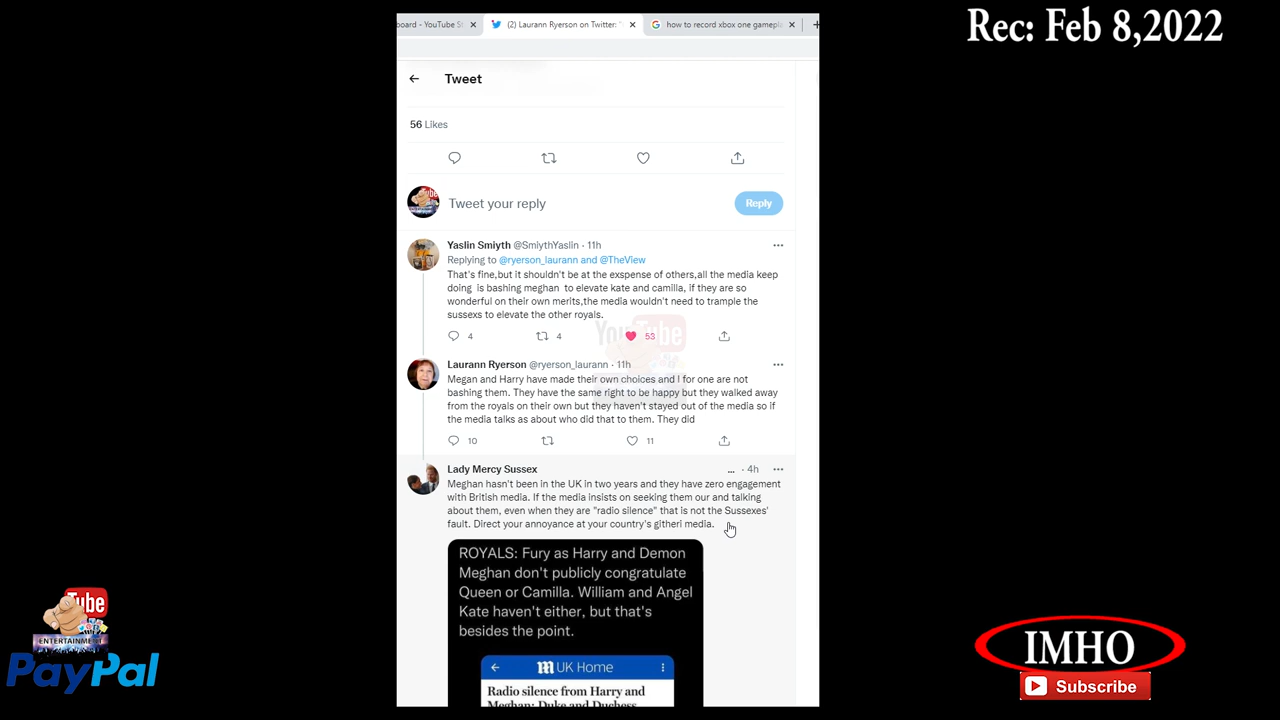 Rec: Feb 8,2022
board - YouTube St
(2) Laurann Ryerson on Twitter: "
how to record xbox one gamepla
Tweet
56 Likes
Tweet your reply
Reply
Yaslin Smiyth @SmlythYaslin · 11h
Replying to @ryerson_laurann and @TheView
That's fine,but it shouldn't be at the exspense of others,all the media keep
doing is bashing meghan to elevate kate and camilla, if they are so
wonderful on their own merits,the media wouldn't need to trample the
sussexs to elevate the other royals.
4 4 53
YouTube
Laurann Ryerson @ryerson_laurann · 11h
Megan and Harry have made their own choices and I for one are not
bashing them. They have the same right to be happy but they walked away
from the royals on their own but they haven't stayed out of the media so if
the media talks as about who did that to them. They did
10 11
Lady Mercy Sussex ... · 4h
Meghan hasn't been in the UK in two years and they have zero engagement
with British media. If the media insists on seeking them our and talking
about them, even when they are "radio silence" that is not the Sussexes'
fault. Direct your annoyance at your country's githeri media.
ROYALS: Fury as Harry and Demon
Meghan don't publicly congratulate
Queen or Camilla. William and Angel
Kate haven't either, but that's
besides the point.
UK Home
Radio silence from Harry and
Meghan: Duke and Duchess
Tube
ENTERTAINMENT
PayPal
IMHO
Subscribe